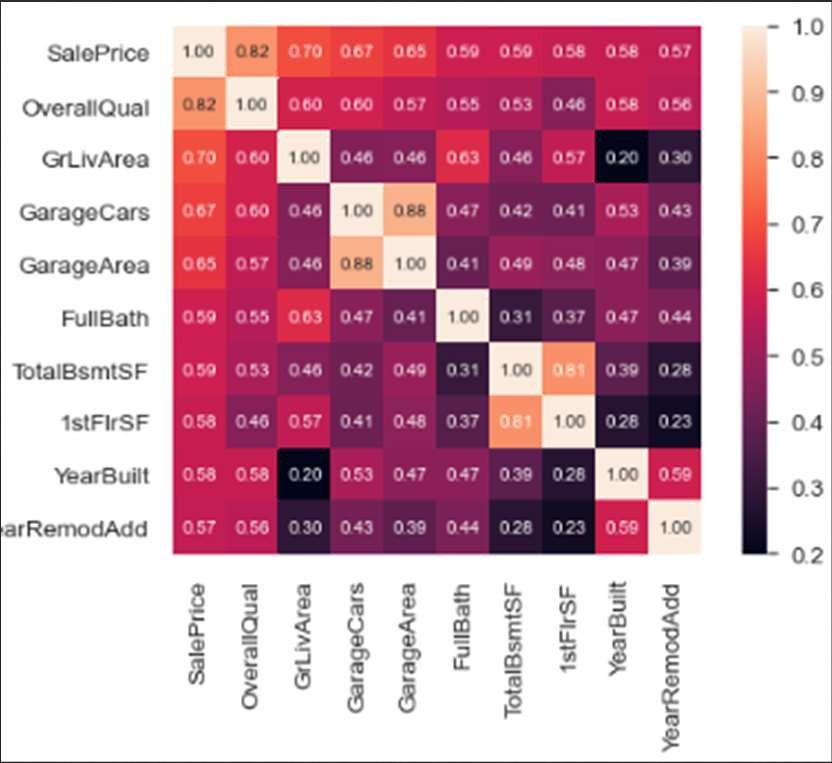 SalePrice 1.00 0.82 0.70 0.67 0.65 0.59 0.59 0.58 0.58 0.57
OverallQual 0.82 1.00 0.60 0.60 0.57 0.55 0.53 0.46 0.58 0.56
GrLivArea 0.70 0.60 1.00 0.46 0.46 0.63 0.46 0.57 0.20 0.30
GarageCars 0.67 0.60 0.46 1.00 0.88 0.47 0.42 0.41 0.53 0.43
GarageArea 0.65 0.57 0.46 0.88 1.00 0.41 0.49 0.48 0.47 0.39
FullBath 0.59 0.55 0.63 0.47 0.41 1.00 0.31 0.37 0.47 0.44
TotalBsmtSF 0.59 0.53 0.46 0.42 0.49 0.31 1.00 0.81 0.39 0.28
1stFlrSF 0.58 0.46 0.57 0.41 0.48 0.37 0.81 1.00 0.28 0.23
YearBuilt 0.58 0.58 0.20 0.53 0.47 0.47 0.39 0.28 1.00 0.59
earRemodAdd 0.57 0.56 0.30 0.43 0.39 0.44 0.28 0.23 0.59 1.00
SalePrice
OverallQual
GrLivArea
GarageCars
GarageArea
FullBath
TotalBsmtSF
1stFlrSF
YearBuilt
YearRemodAdd
1.0
0.9
0.8
0.7
0.6
0.5
0.4
0.3
0.2